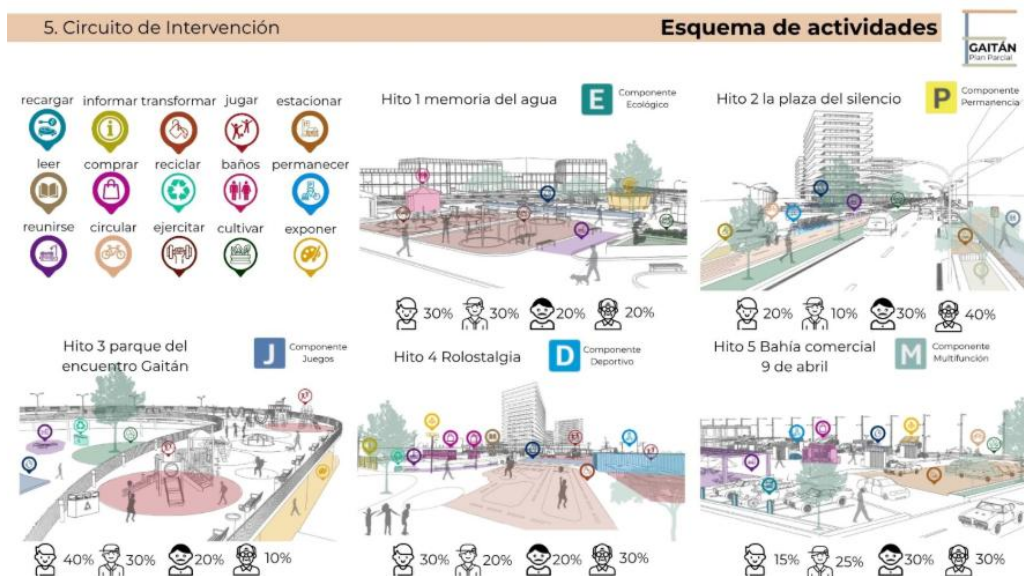 5. Circuito de Intervención
Esquema de actividades
GAITÁN
Plan Parcial
recargar informar transformar jugar estacionar
leer comprar reciclar baños permanecer
reunirse circular ejercitar cultivar exponer
Hito 1 memoria del agua
E
Componente
Ecológico
30% 30% 20% 20%
Hito 2 la plaza del silencio
P
Componente
Permanencia
20% 10% 30% 40%
Hito 3 parque del
encuentro Gaitán
J
Componente
Juegos
40% 30% 20% 10%
Hito 4 Rolostalgia
D
Componente
Deportivo
30% 20% 20% 30%
Hito 5 Bahía comercial
9 de abril
M
Componente
Multifunción
15% 25% 30% 30%